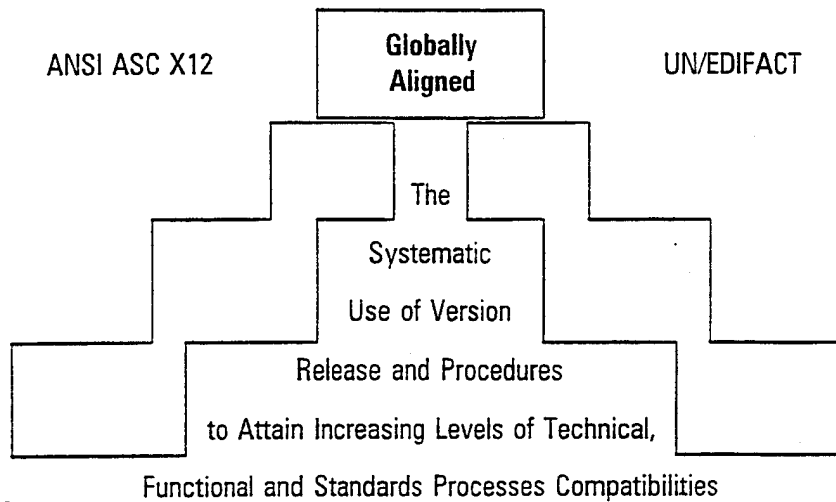 ANSI ASC X12
Globally
Aligned
UN/EDIFACT
The
Systematic
Use of Version
Release and Procedures
to Attain Increasing Levels of Technical,
Functional and Standards Processes Compatibilities